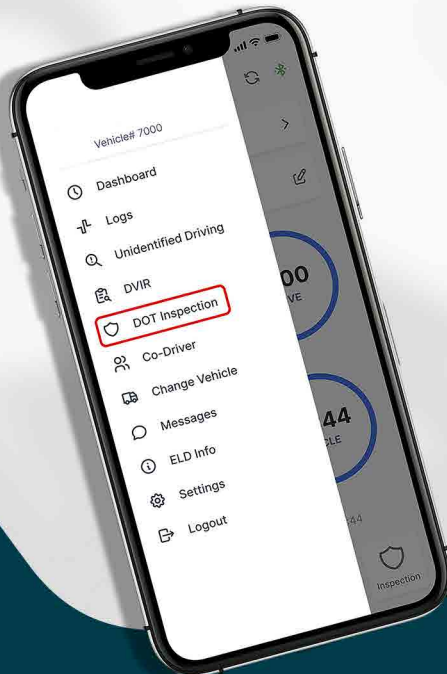 Vehicle# 7000
Dashboard
Logs
Unidentified Driving
DVIR
DOT Inspection
Co-Driver
Change Vehicle
Messages
ELD Info
Settings
Logout
00
VE
44
CLE
:44
Inspection